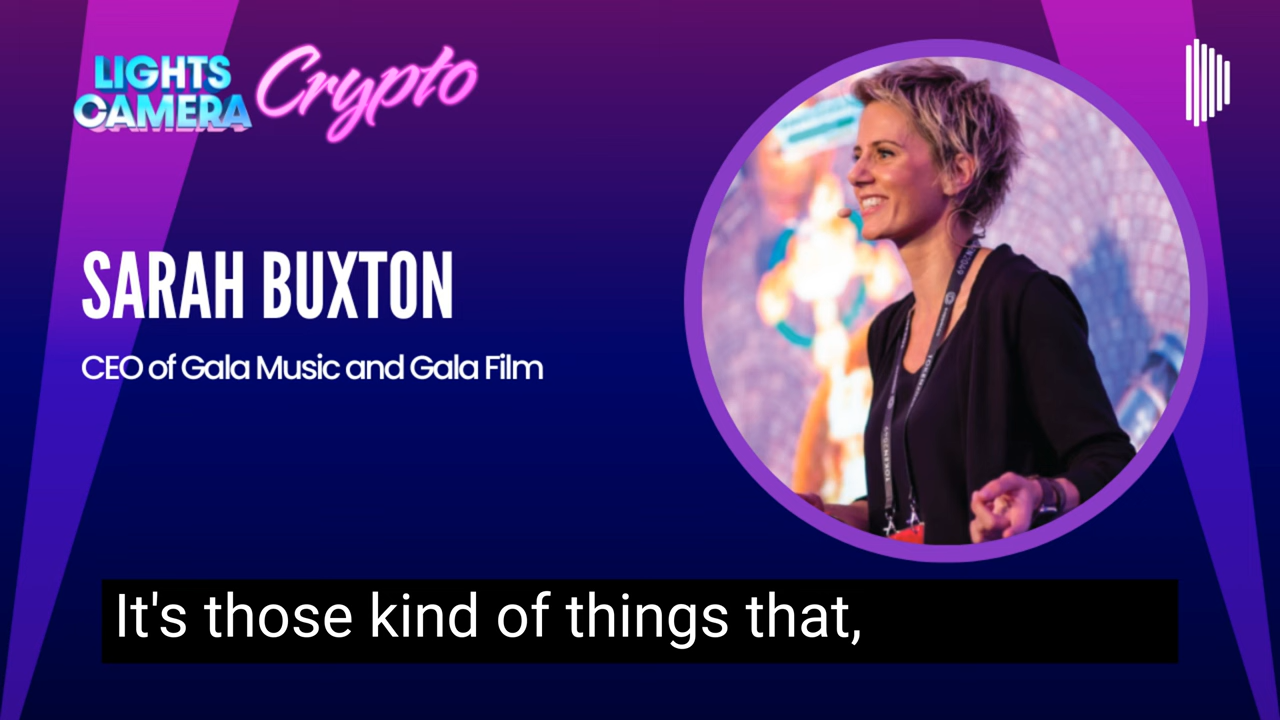 LIGHTS
CAMERA
Crypto
SARAH BUXTON
CEO of Gala Music and Gala Film
It's those kind of things that,